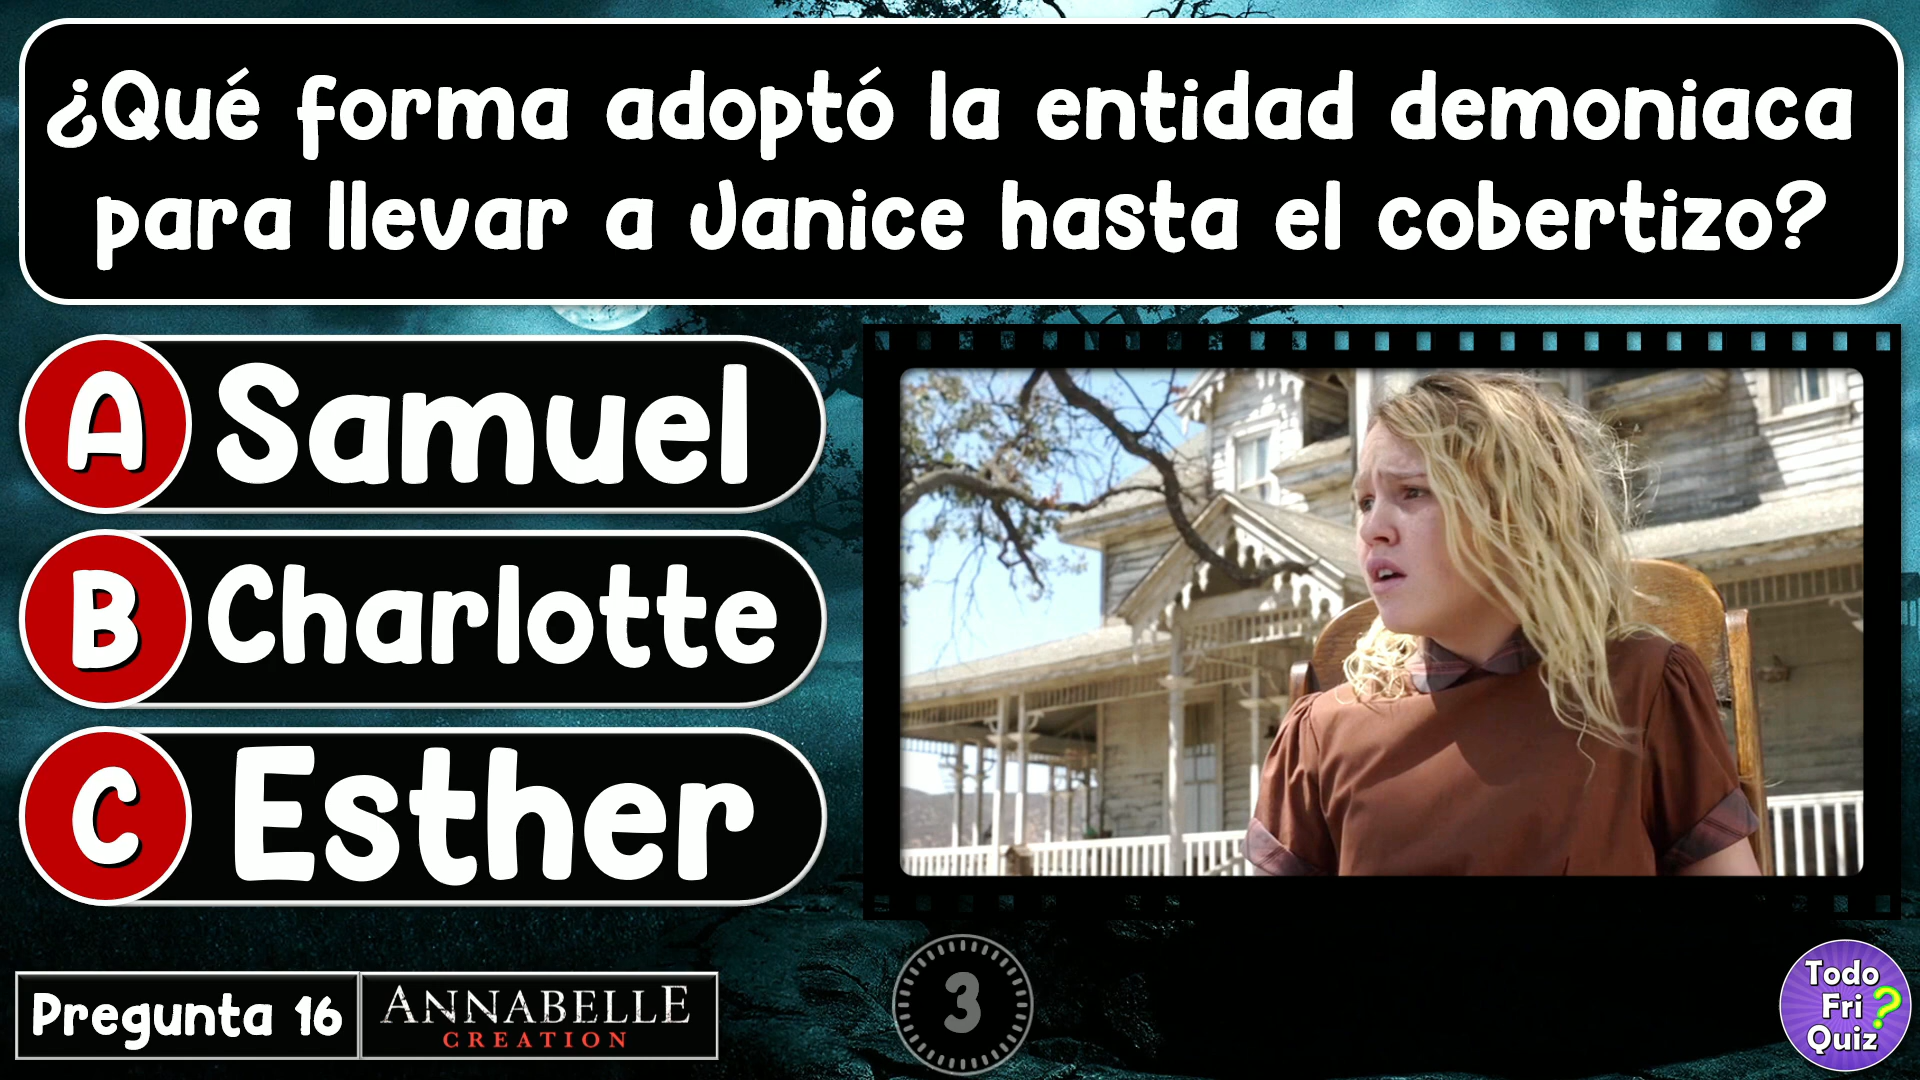 ¿Qué forma adoptó la entidad demoniaca
para llevar a Janice hasta el cobertizo?
A Samuel
B Charlotte
C Esther
Pregunta 16
ANNABELLE
CREATION
3
Todo
Fri
Quiz ?